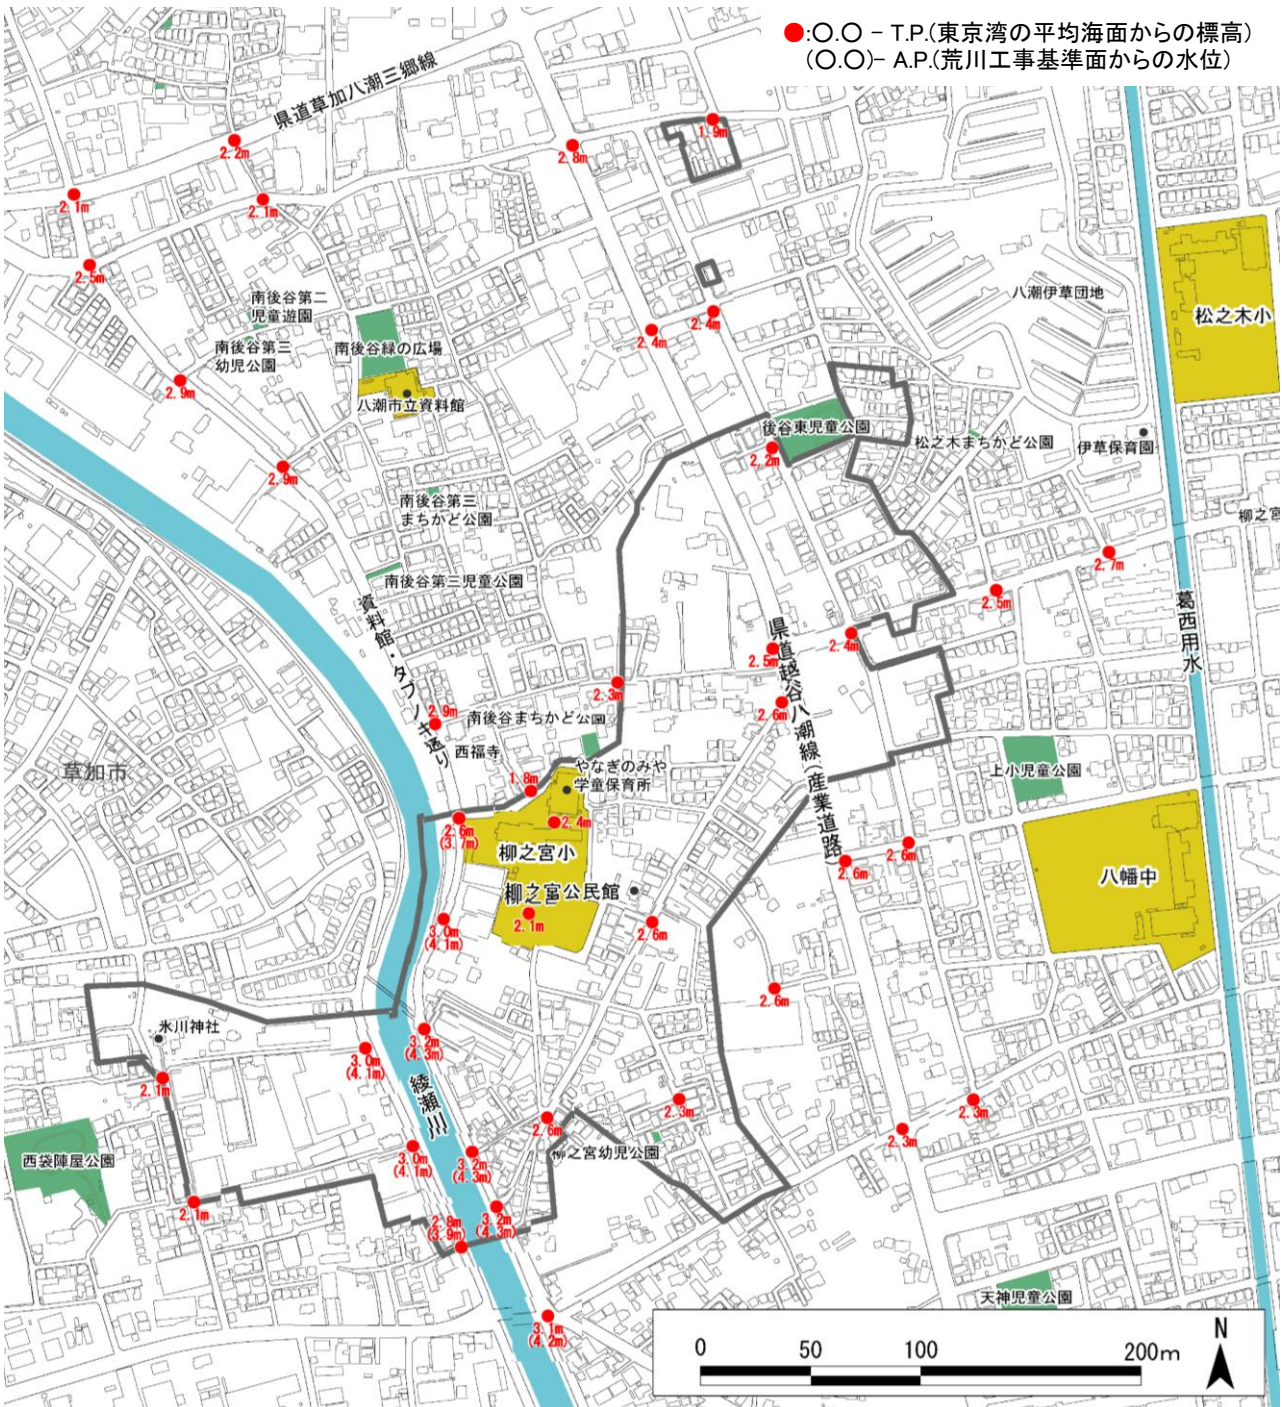 ●:〇.〇 － T.P.(東京湾の平均海面からの標高)
(〇.〇)－ A.P.(荒川工事基準面からの水位)
県道草加八潮三郷線
2.2m
2.8m
1.9m
2.1m
2.1m
2.5m
南後谷第二
児童遊園
八潮伊草団地
松之木小
2.4m
2.4m
南後谷第三
幼児公園
南後谷緑の広場
2.9m
八潮市立資料館
後谷東児童公園
松之木まちかど公園
伊草保育園
2.2m
2.9m
南後谷第三
まちかど公園
柳之宮
2.7m
南後谷第三児童公園
2.5m
資料館・タブノキ通り
葛西用水
県道越谷八潮線(産業道路)
2.4m
2.5m
2.3m
2.6m
2.9m
南後谷まちかど公園
西福寺
草加市
やなぎのみや
学童保育所
上小児童公園
1.8m
2.6m
(3.7m)
2.4m
柳之宮小
2.6m
2.6m
八幡中
柳之宮公民館
2.1m
3.0m
(4.1m)
2.6m
2.6m
氷川神社
3.2m
(4.3m)
3.0m
(4.1m)
2.1m
綾瀬川
2.3m
2.3m
2.3m
2.6m
柳之宮幼児公園
西袋陣屋公園
3.0m
(4.1m)
3.2m
(4.3m)
2.1m
2.8m
(3.9m)
3.2m
(4.3m)
天神児童公園
3.1m
(4.2m)
N
0
50
100
200m